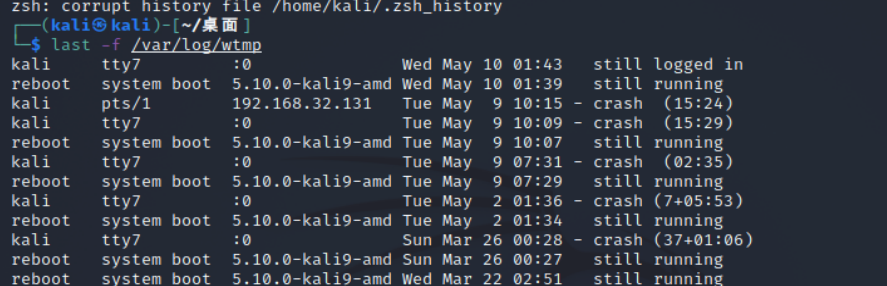 zsh: corrupt history file /home/kali/.zsh_history
┌──(kali㉿kali)-[~/桌面]
└─$ last -f /var/log/wtmp
kali     tty7         :0               Wed May 10 01:43   still logged in
reboot   system boot  5.10.0-kali9-amd Wed May 10 01:39   still running
kali     pts/1        192.168.32.131   Tue May  9 10:15 - crash  (15:24)
kali     tty7         :0               Tue May  9 10:09 - crash  (15:29)
reboot   system boot  5.10.0-kali9-amd Tue May  9 10:07   still running
kali     tty7         :0               Tue May  9 07:31 - crash  (02:35)
reboot   system boot  5.10.0-kali9-amd Tue May  9 07:29   still running
kali     tty7         :0               Tue May  2 01:36 - crash (7+05:53)
reboot   system boot  5.10.0-kali9-amd Tue May  2 01:34   still running
kali     tty7         :0               Sun Mar 26 00:28 - crash (37+01:06)
reboot   system boot  5.10.0-kali9-amd Sun Mar 26 00:27   still running
reboot   system boot  5.10.0-kali9-amd Wed Mar 22 02:51   still running